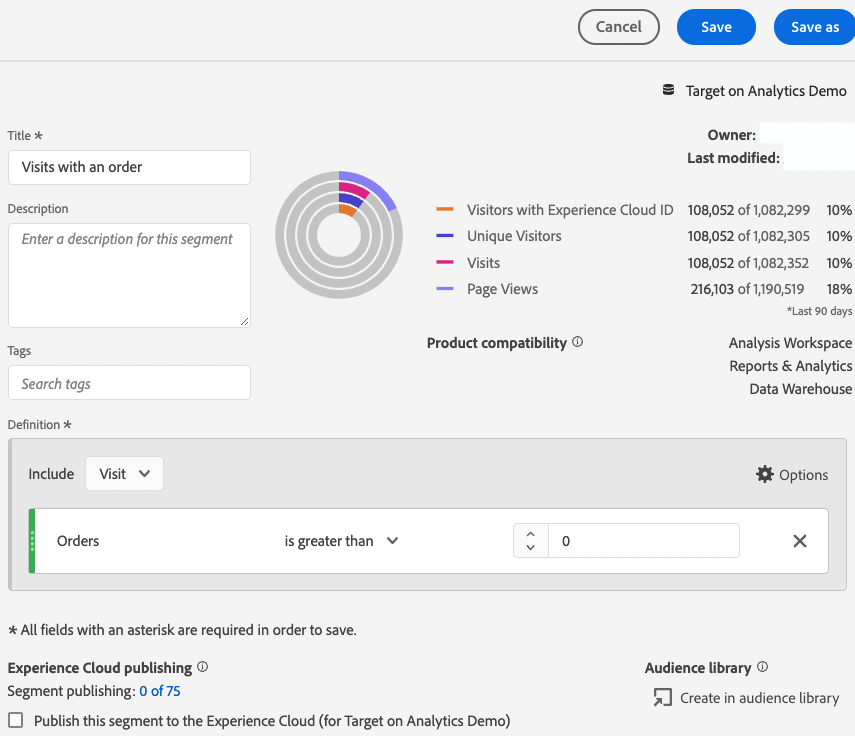 Cancel Save Save as
Target on Analytics Demo
Owner:
Last modified:
Title *
Visits with an order
Description
Enter a description for this segment
Visitors with Experience Cloud ID 108,052 of 1,082,299 10%
Unique Visitors 108,052 of 1,082,305 10%
Visits 108,052 of 1,082,352 10%
Page Views 216,103 of 1,190,519 18%
*Last 90 days
Product compatibility Analysis Workspace
Reports & Analytics
Data Warehouse
Tags
Search tags
Definition *
Include Visit Options
Orders is greater than 0
* All fields with an asterisk are required in order to save.
Experience Cloud publishing
Segment publishing: 0 of 75
Publish this segment to the Experience Cloud (for Target on Analytics Demo)
Audience library
Create in audience library